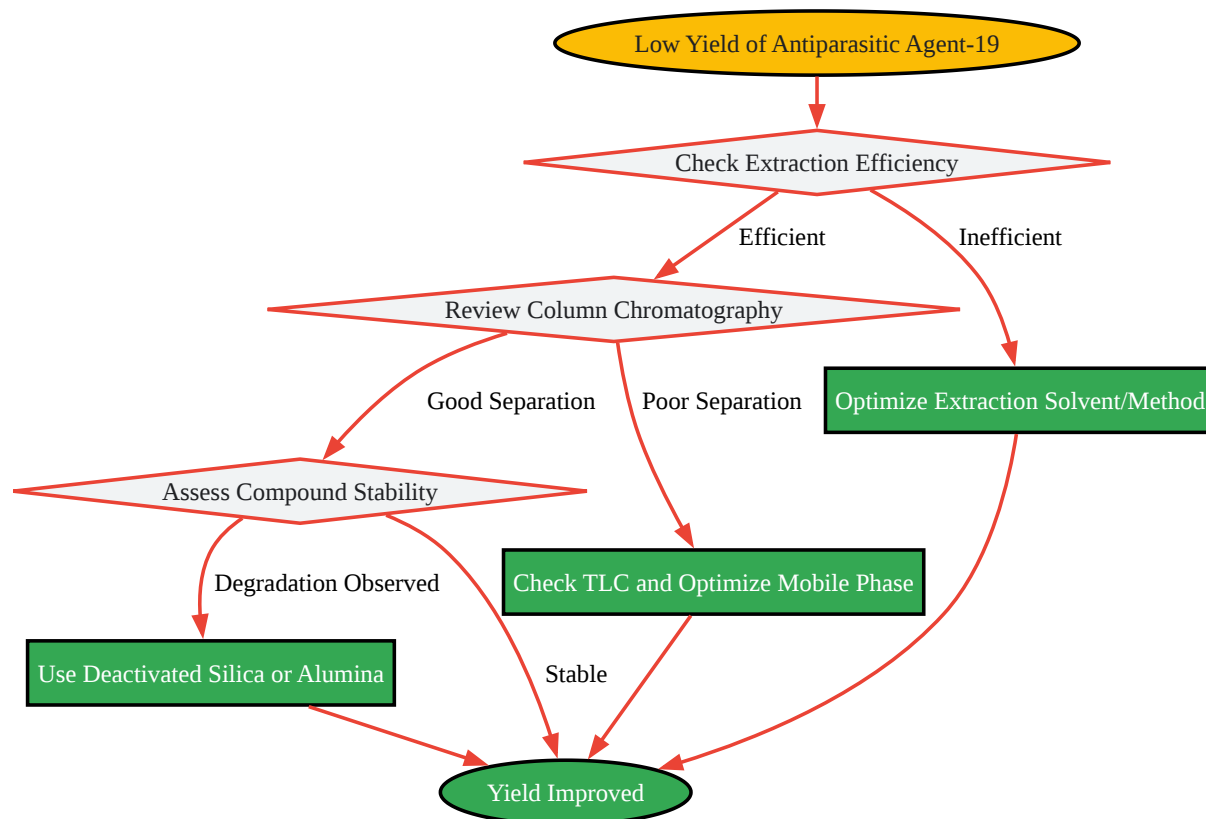 Low Yield of Antiparasitic Agent-19
Check Extraction Efficiency
Efficient
Inefficient
Review Column Chromatography
Good Separation
Poor Separation
Optimize Extraction Solvent/Method
Assess Compound Stability
Degradation Observed
Check TLC and Optimize Mobile Phase
Use Deactivated Silica or Alumina
Stable
Yield Improved